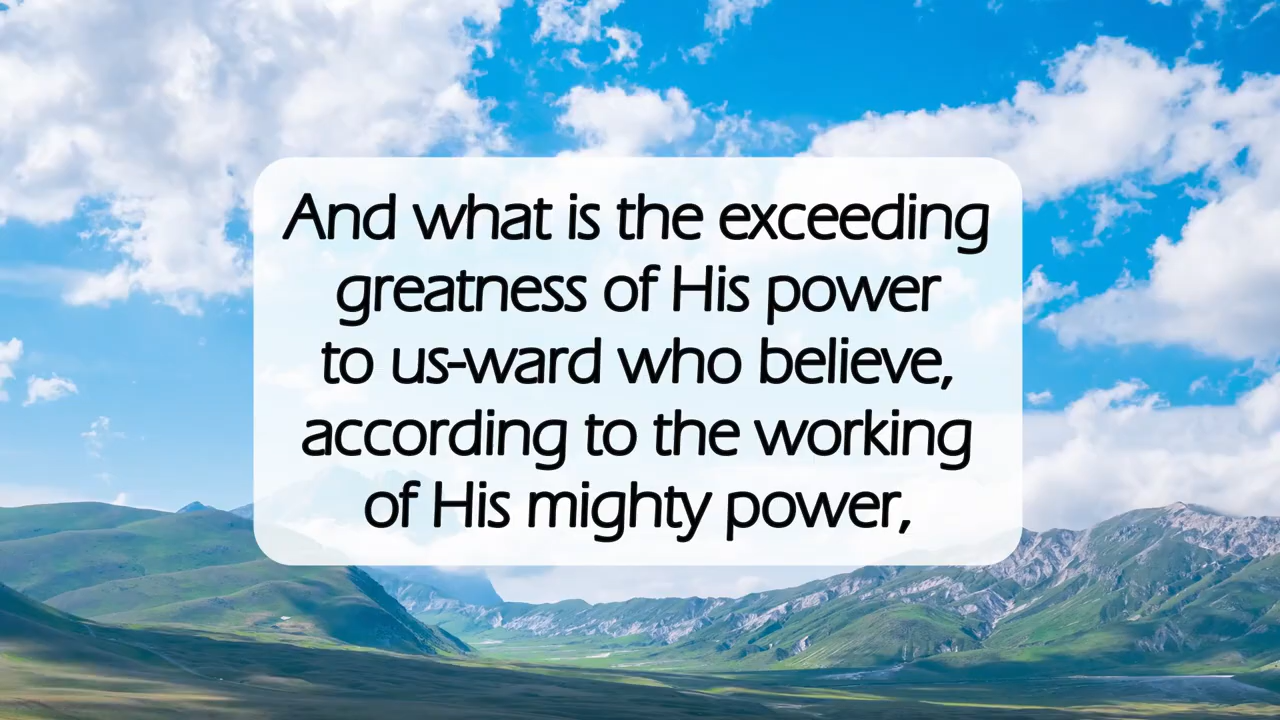 And what is the exceeding
greatness of His power
to us-ward who believe,
according to the working
of His mighty power,